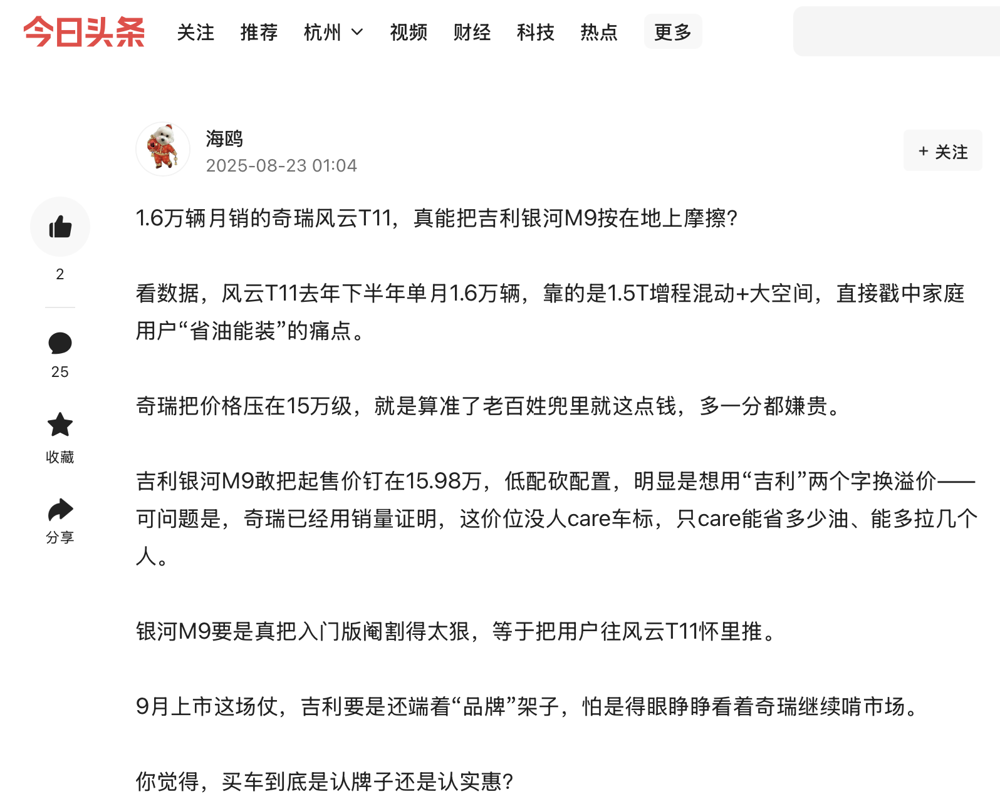 今日头条 关注 推荐 杭州 视频 财经 科技 热点 更多
海鸥
2025-08-23 01:04
+ 关注
1.6万辆月销的奇瑞风云T11，真能把吉利银河M9按在地上摩擦?
看数据，风云T11去年下半年单月1.6万辆，靠的是1.5T增程混动+大空间，直接戳中家庭
用户“省油能装”的痛点。
奇瑞把价格压在15万级，就是算准了老百姓兜里就这点钱，多一分都嫌贵。
吉利银河M9敢把起售价钉在15.98万，低配砍配置，明显是想用“吉利”两个字换溢价——
可问题是，奇瑞已经用销量证明，这价位没人care车标，只care能省多少油、能多拉几个
人。
银河M9要是真把入门版阉割得太狠，等于把用户往风云T11怀里推。
9月上市这场仗，吉利要是还端着“品牌”架子，怕是得眼睁睁看着奇瑞继续啃市场。
你觉得，买车到底是认牌子还是认实惠?
2
25
收藏
分享